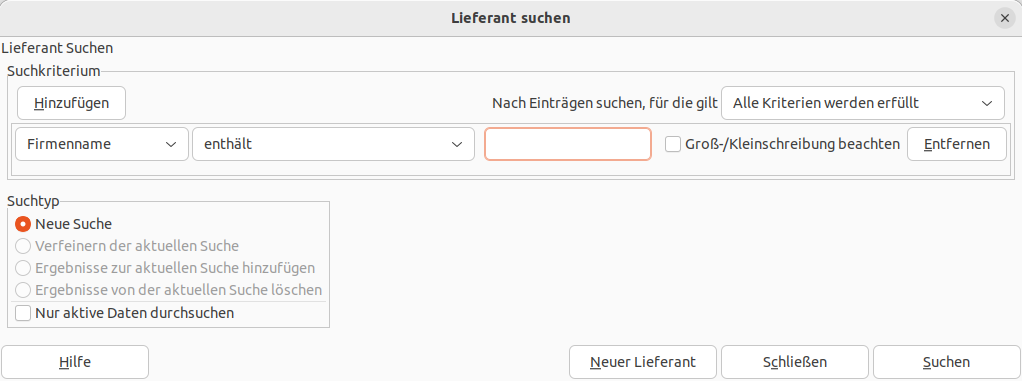 Lieferant suchen
Lieferant Suchen
Suchkriterium
Hinzufügen Nach Einträgen suchen, für die gilt Alle Kriterien werden erfüllt
Firmenname enthält Groß-/Kleinschreibung beachten Entfernen
Suchtyp
Neue Suche
Verfeinern der aktuellen Suche
Ergebnisse zur aktuellen Suche hinzufügen
Ergebnisse von der aktuellen Suche löschen
Nur aktive Daten durchsuchen
Hilfe Neuer Lieferant Schließen Suchen